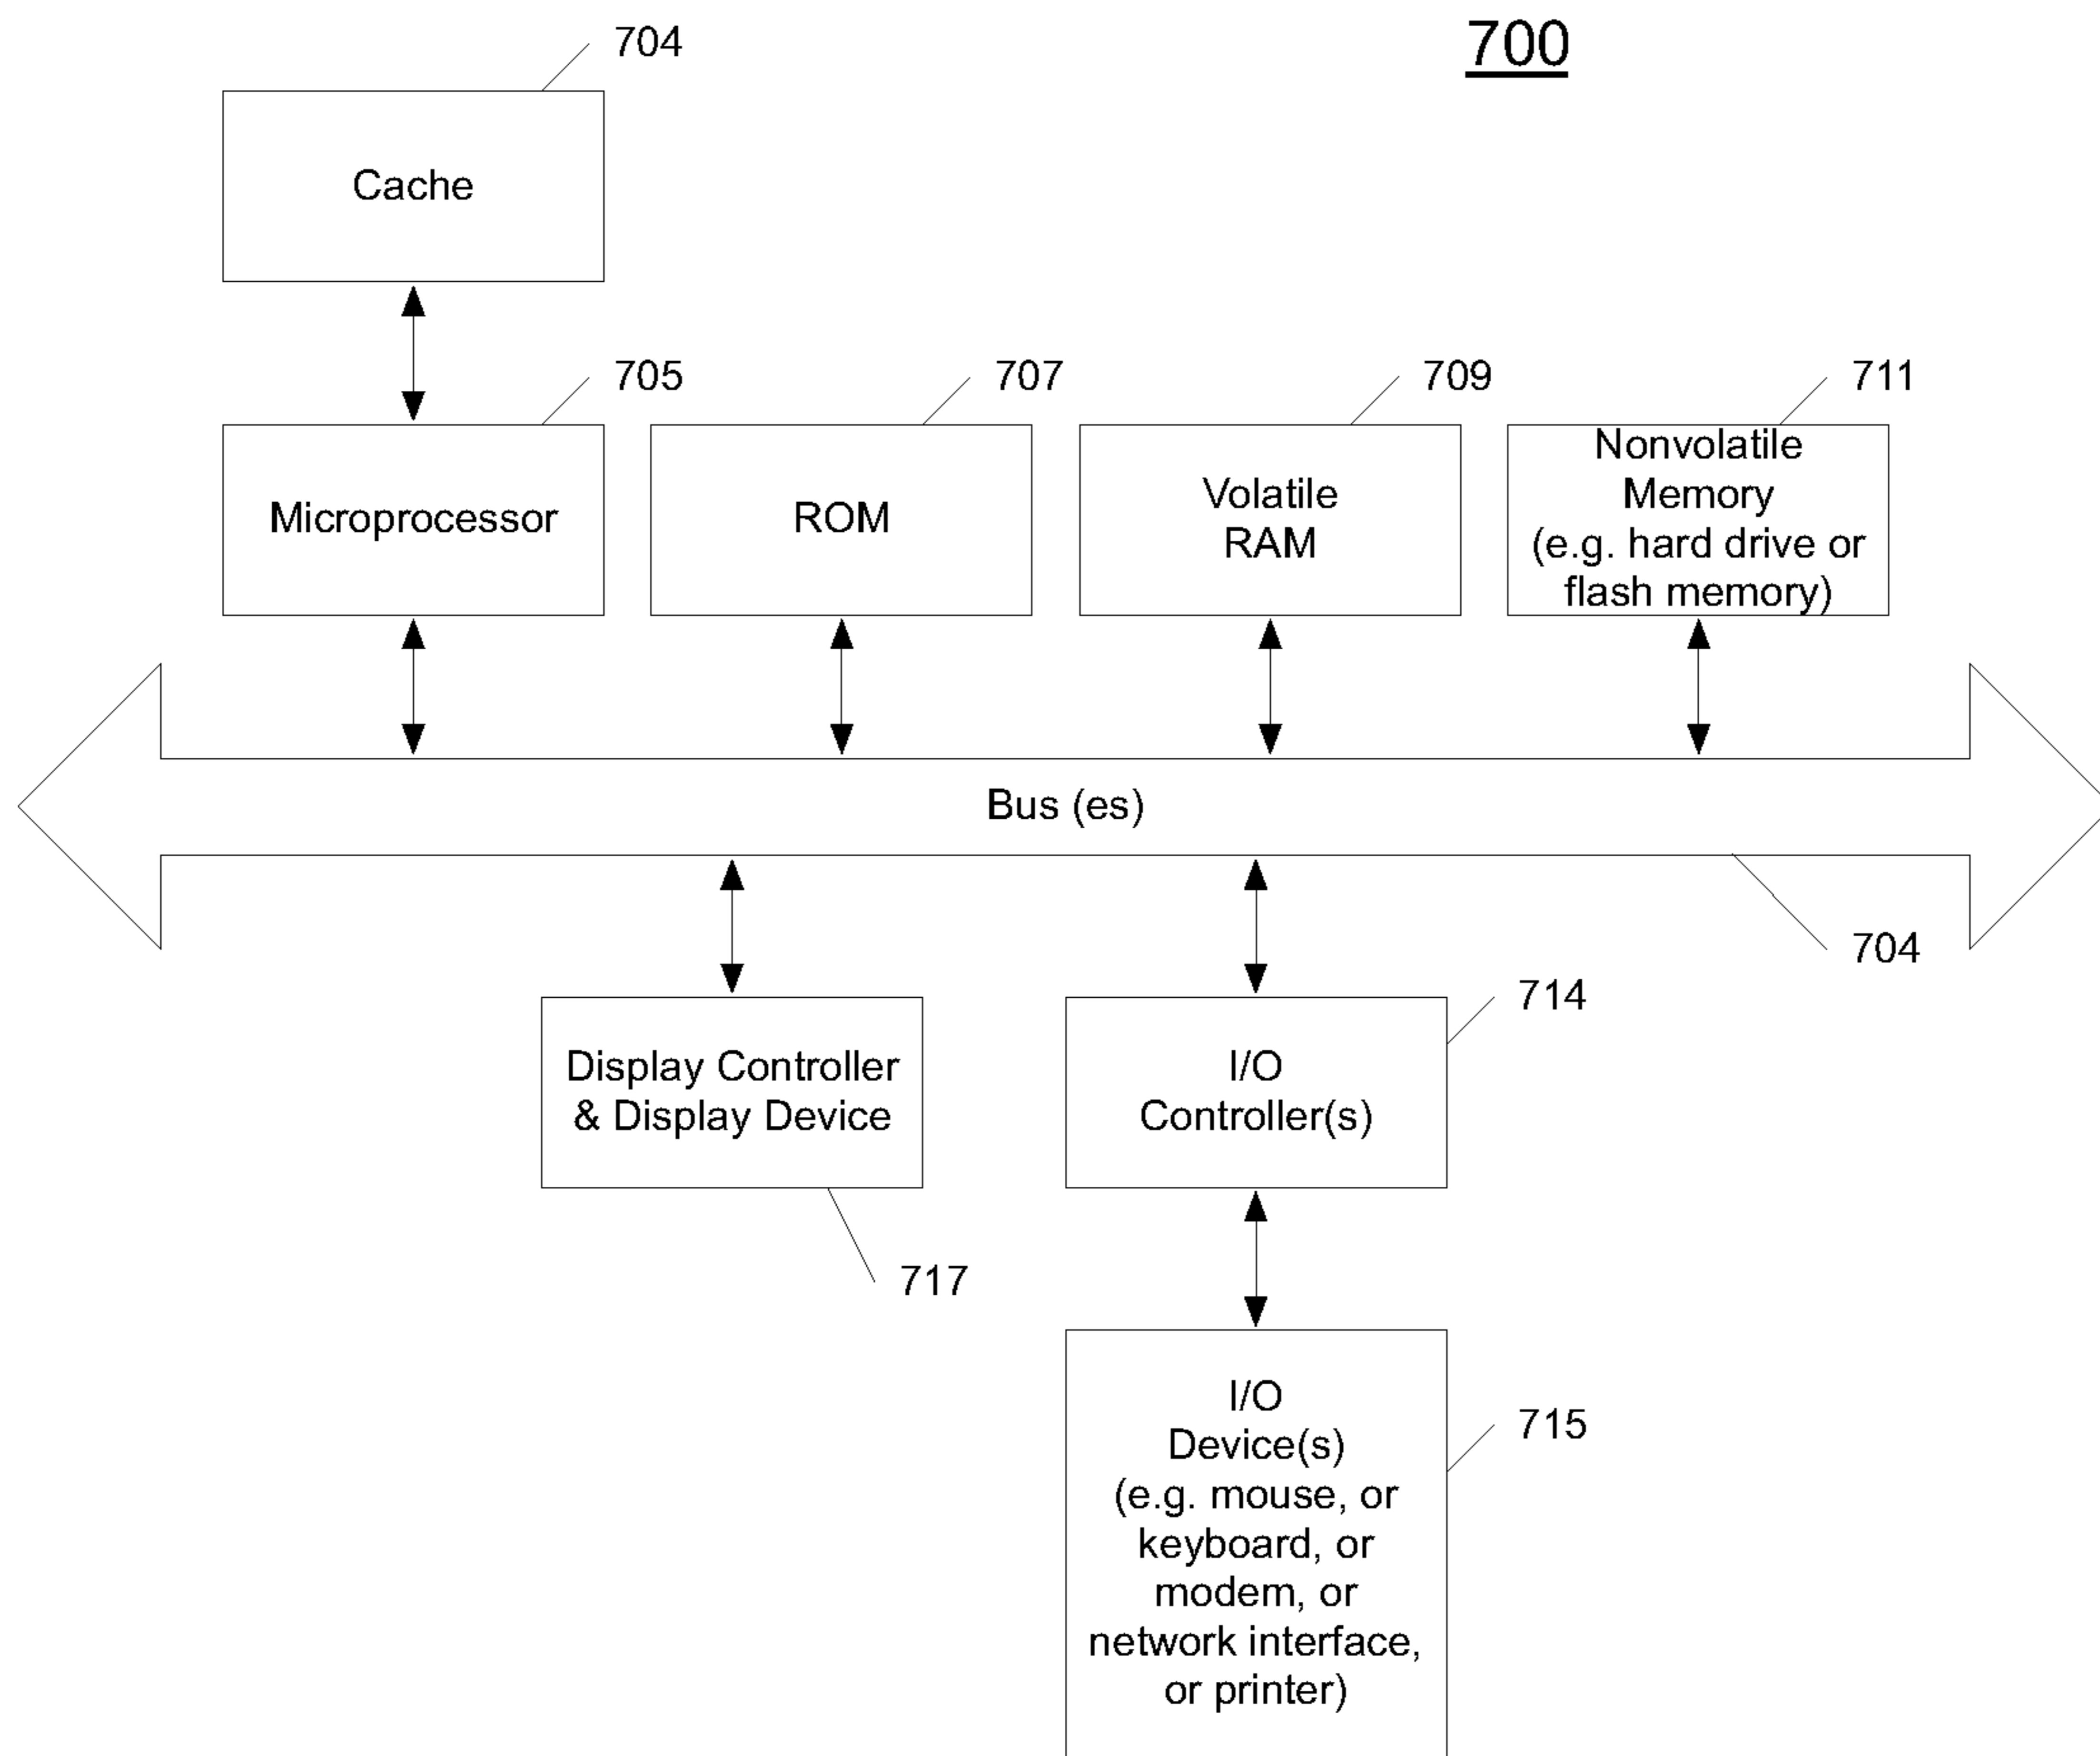 700
704
Cache
705
707
709
711
Microprocessor
ROM
Volatile
RAM
Nonvolatile
Memory
(e.g. hard drive or
flash memory)
Bus (es)
704
714
Display Controller
& Display Device
I/O
Controller(s)
717
I/O
Device(s)
(e.g. mouse, or
keyboard, or
modem, or
network interface,
or printer)
715